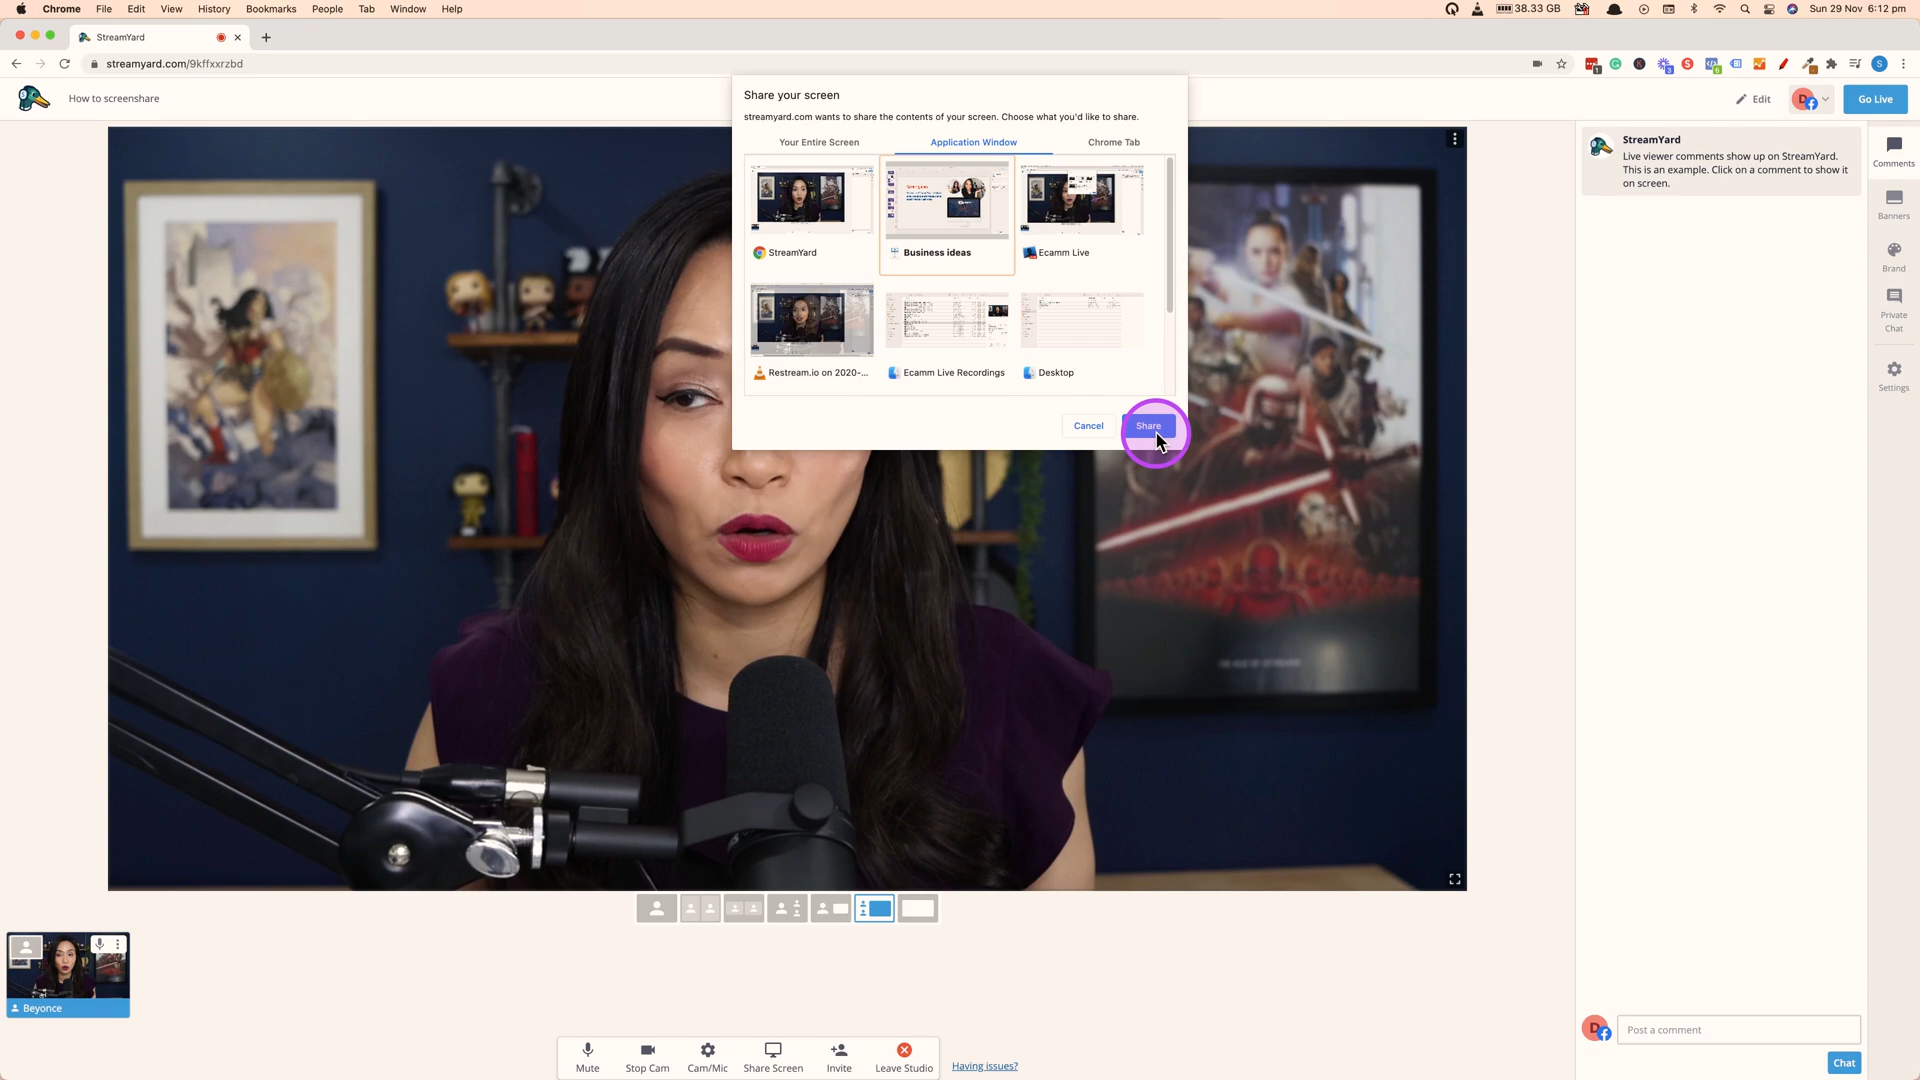 Chrome File Edit View History Bookmarks People Tab Window Help
38.33 GB
Sun 29 Nov 6:12 pm
StreamYard
streamyard.com/9kffxxrzbd
How to screenshare
Edit
D
Go Live
Share your screen
streamyard.com wants to share the contents of your screen. Choose what you'd like to share.
Your Entire Screen
Application Window
Chrome Tab
StreamYard
Business ideas
Ecamm Live
Restream.io on 2020-...
Ecamm Live Recordings
Desktop
Cancel
Share
StreamYard
Live viewer comments show up on StreamYard.
This is an example. Click on a comment to show it
on screen.
Comments
Banners
Brand
Private
Chat
Settings
Beyonce
Mute
Stop Cam
Cam/Mic
Share Screen
Invite
Leave Studio
Having issues?
D
Post a comment
Chat